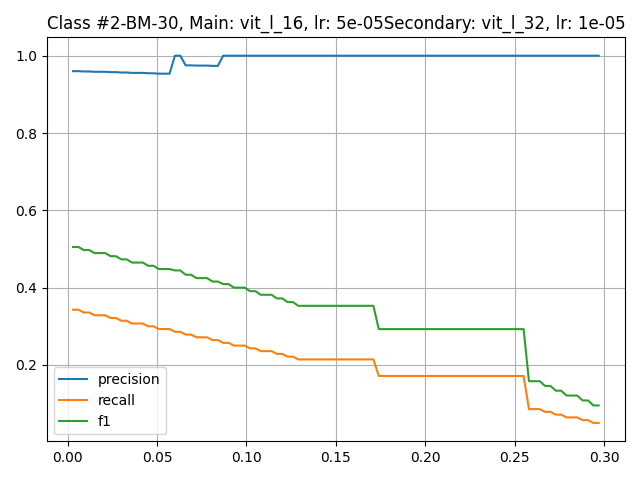 Class #2-BM-30, Main: vit_l_16, lr: 5e-05Secondary: vit_l_32, lr: 1e-05
1.0
0.8
0.6
0.4
0.2
precision
recall
f1
0.00 0.05 0.10 0.15 0.20 0.25 0.30